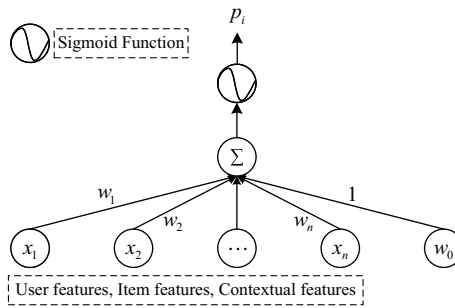 p_i
Sigmoid Function
Σ
w_1 w_2 w_n 1
x_1 x_2 ... x_n w_0
User features, Item features, Contextual features